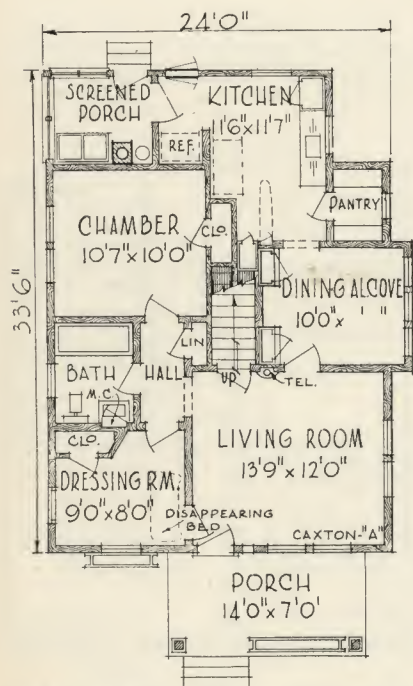 24'0"
SCREENED
PORCH
KITCHEN
11'6"x11'7"
REF.
PANTRY
CHAMBER
10'7"x10'0"
CLO.
33'6"
DINING ALCOVE
10'0"x ' "
LIN
BATH
HALL
M.C.
UP
TEL.
CLO.
LIVING ROOM
13'9"x12'0"
DRESSING RM.
9'0"x8'0"
DISAPPEARING
BED
CAXTON-"A"
PORCH
14'0"x7'0'